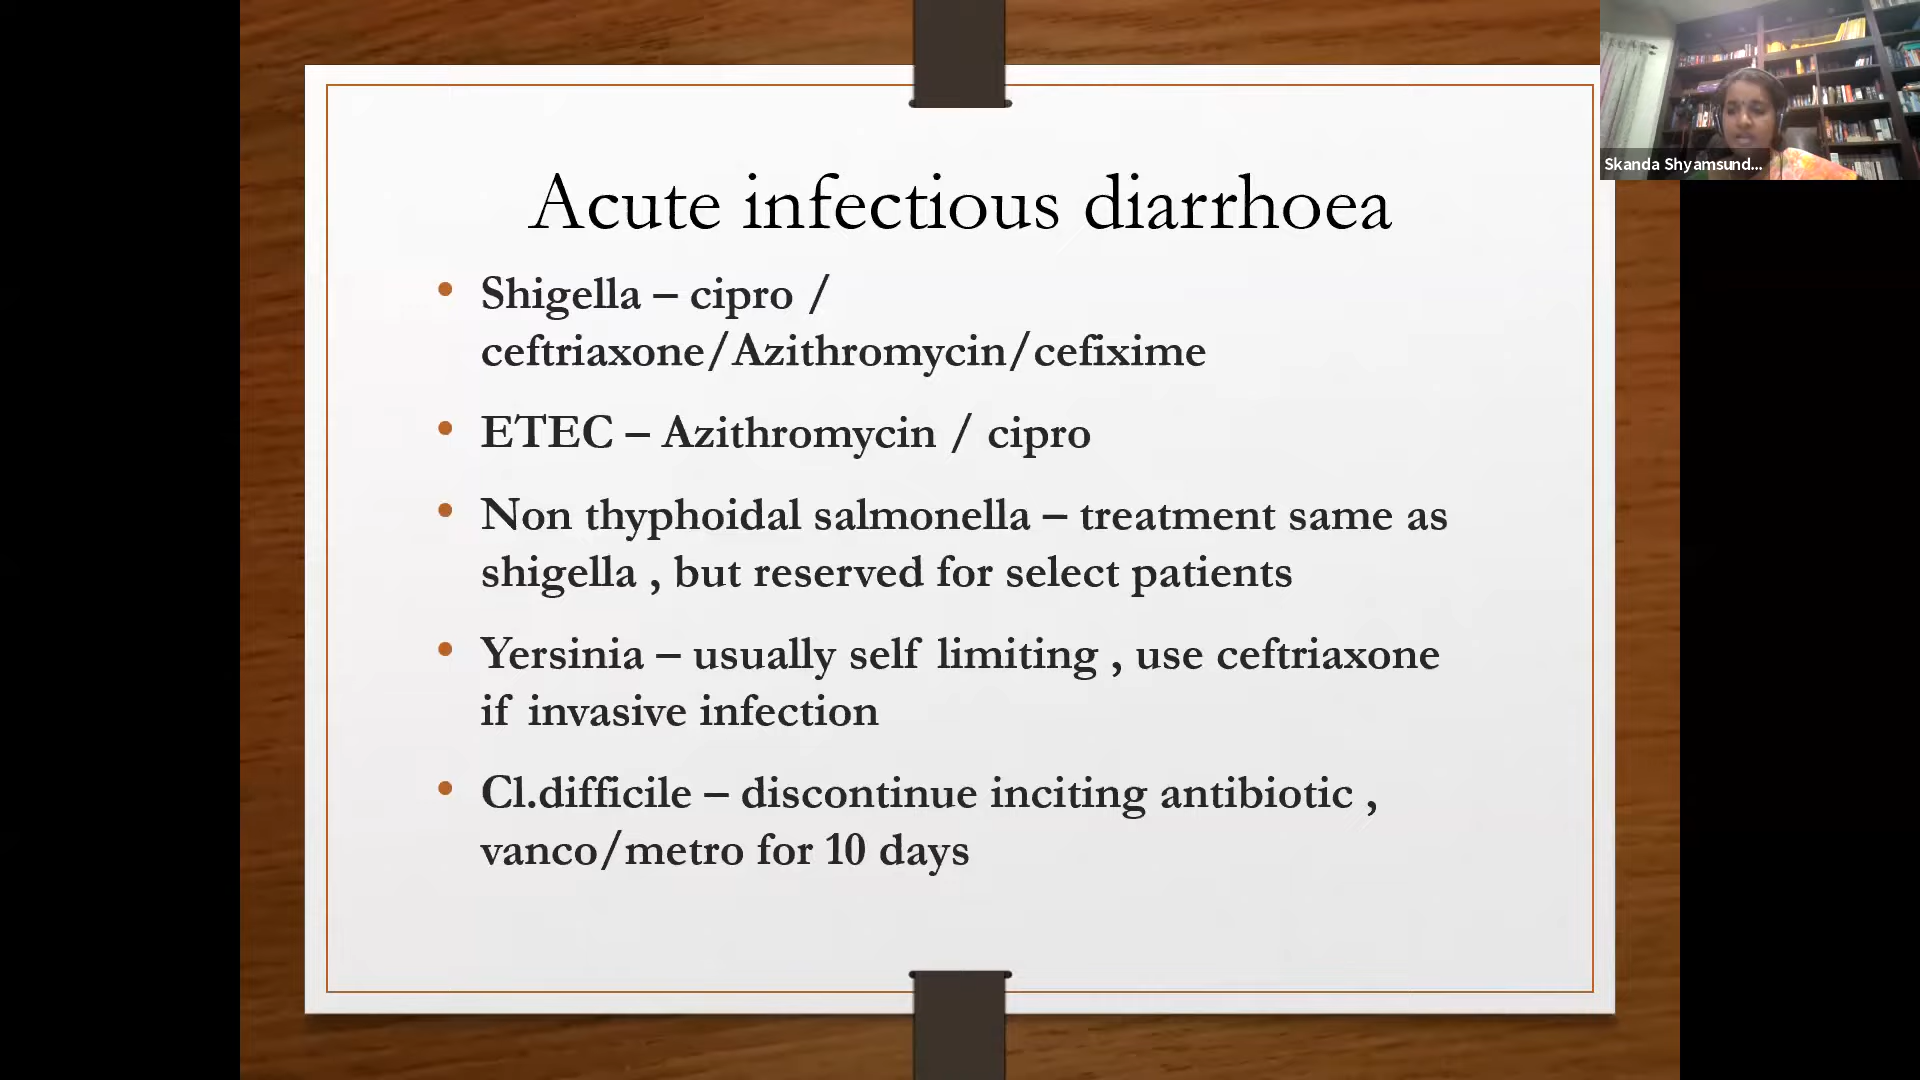 Acute infectious diarrhoea
• Shigella – cipro /
ceftriaxone/Azithromycin/cefixime
• ETEC – Azithromycin / cipro
• Non thyphoidal salmonella – treatment same as
shigella , but reserved for select patients
• Yersinia – usually self limiting , use ceftriaxone
if invasive infection
• Cl.difficile – discontinue inciting antibiotic ,
vanco/metro for 10 days
Skanda Shyamsund...